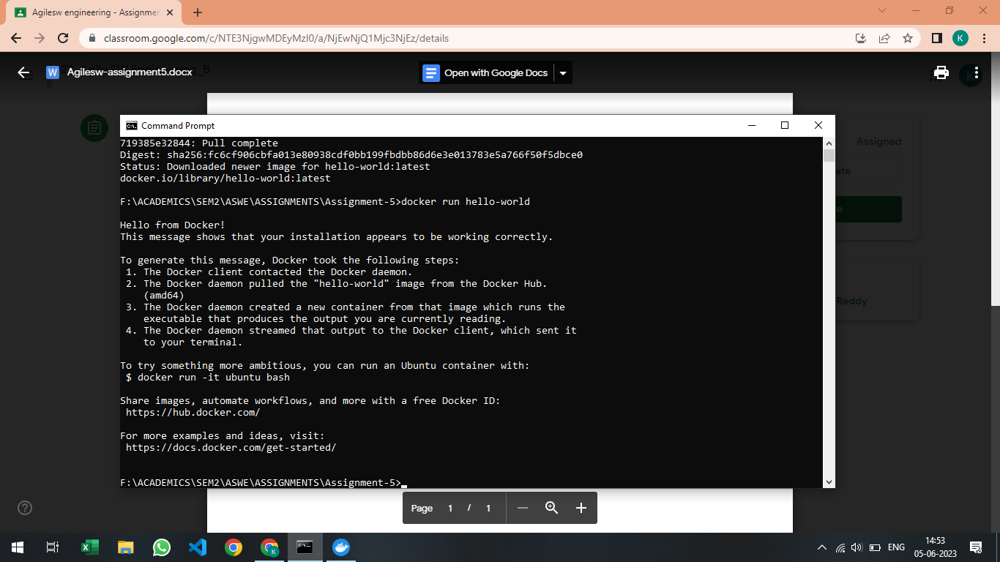 Agilesw engineering - Assignmen
classroom.google.com/c/NTE3NjgwMDEyMzI0/a/NjEwNjQ1Mjc3NjEz/details
K
Agilesw-assignment5.docx
Open with Google Docs
Assigned
Reddy
Command Prompt
719385e32844: Pull complete
Digest: sha256:fc6cf906cbfa013e80938cdf0bb199fbdbb86d6e3e013783e5a766f50f5dbce0
Status: Downloaded newer image for hello-world:latest
docker.io/library/hello-world:latest
F:\ACADEMICS\SEM2\ASWE\ASSIGNMENTS\Assignment-5>docker run hello-world
Hello from Docker!
This message shows that your installation appears to be working correctly.
To generate this message, Docker took the following steps:
1. The Docker client contacted the Docker daemon.
2. The Docker daemon pulled the "hello-world" image from the Docker Hub.
(amd64)
3. The Docker daemon created a new container from that image which runs the
executable that produces the output you are currently reading.
4. The Docker daemon streamed that output to the Docker client, which sent it
to your terminal.
To try something more ambitious, you can run an Ubuntu container with:
$ docker run -it ubuntu bash
Share images, automate workflows, and more with a free Docker ID:
https://hub.docker.com/
For more examples and ideas, visit:
https://docs.docker.com/get-started/
F:\ACADEMICS\SEM2\ASWE\ASSIGNMENTS\Assignment-5>
Page 1 / 1
ENG
14:53
05-06-2023